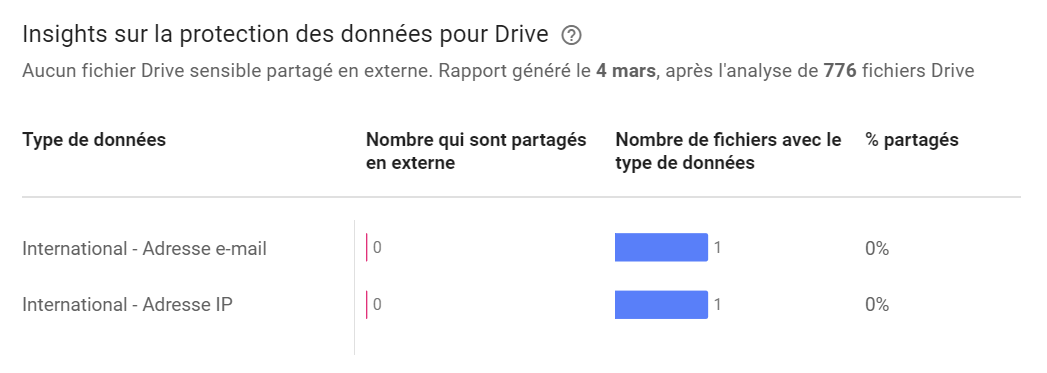 Insights sur la protection des données pour Drive ?
Aucun fichier Drive sensible partagé en externe. Rapport généré le 4 mars, après l'analyse de 776 fichiers Drive
Type de données
Nombre qui sont partagés
en externe
Nombre de fichiers avec le
type de données
% partagés
International - Adresse e-mail 0 1 0%
International - Adresse IP 0 1 0%